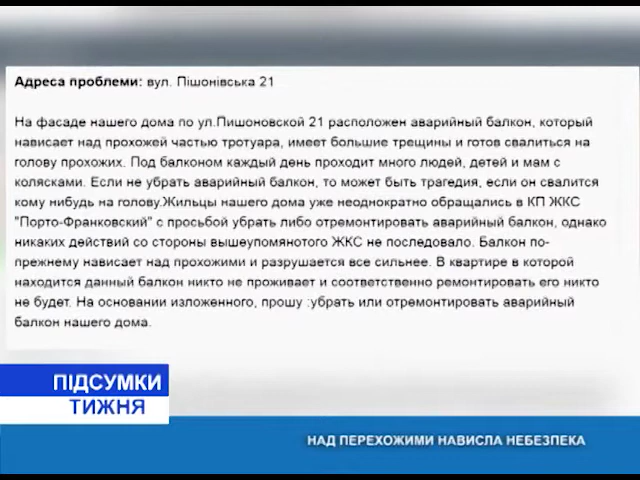 Адреса проблеми: вул. Пішонівська 21
На фасаде нашего дома по ул.Пишоновской 21 расположен аварийный балкон, который
нависает над прохожей частью тротуара, имеет большие трещины и готов свалиться на
голову прохожих. Под балконом каждый день проходит много людей, детей и мам с
колясками. Если не убрать аварийный балкон, то может быть трагедия, если он свалится
кому нибудь на голову.Жильцы нашего дома уже неоднократно обращались в КП ЖКС
"Порто-Франковский" с просьбой убрать либо отремонтировать аварийный балкон, однако
никаких действий со стороны вышеупомянотого ЖКС не последовало. Балкон по-
прежнему нависает над прохожими и разрушается все сильнее. В квартире в которой
находится данный балкон никто не проживает и соответственно ремонтировать его никто
не будет. На основании изложенного, прошу :убрать или отремонтировать аварийный
балкон нашего дома.
ПІДСУМКИ
ТИЖНЯ
НАД ПЕРЕХОЖИМИ НАВИСЛА НЕБЕЗПЕКА